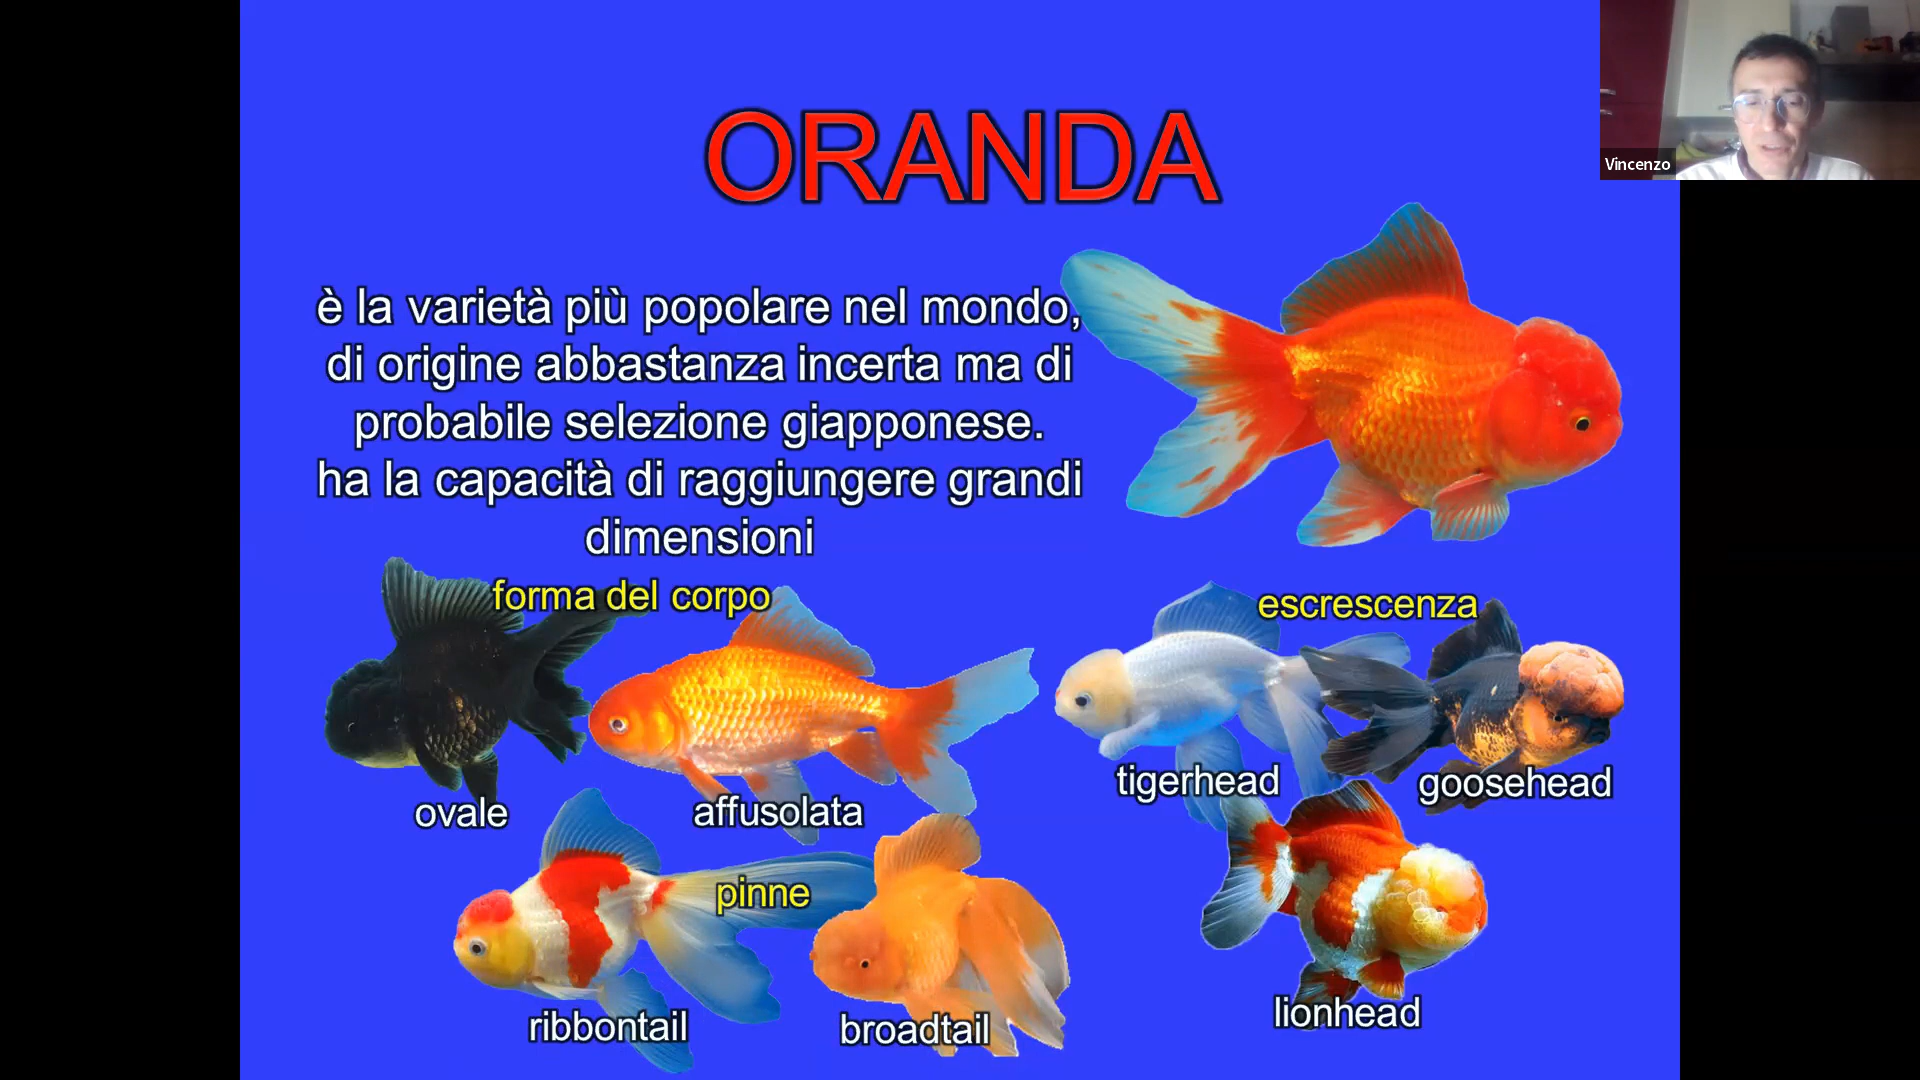 ORANDA
Vincenzo
è la varietà più popolare nel mondo,
di origine abbastanza incerta ma di
probabile selezione giapponese.
ha la capacità di raggiungere grandi
dimensioni
forma del corpo
escrescenza
ovale
affusolata
tigerhead
goosehead
pinne
ribbontail
broadtail
lionhead